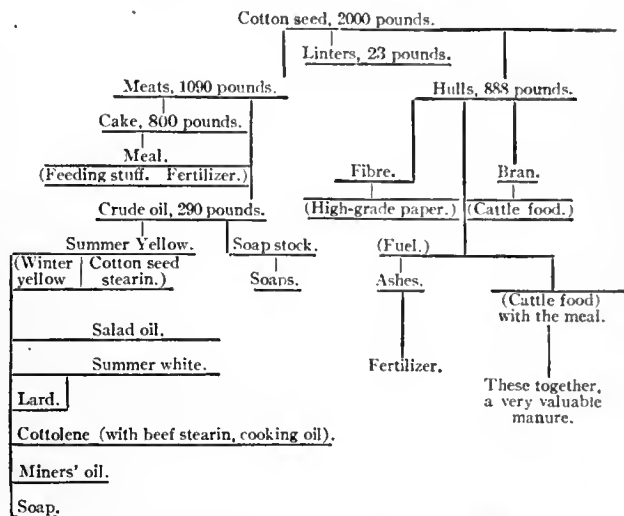 Cotton seed, 2000 pounds.
Linters, 23 pounds.
Meats, 1090 pounds.
Hulls, 888 pounds.
Cake, 800 pounds.
Meal.
(Feeding stuff. Fertilizer.)
Fibre.
Bran.
(High-grade paper.)
(Cattle food.)
Crude oil, 290 pounds.
Summer Yellow.
Soap stock.
(Fuel.)
(Winter yellow
Cotton seed stearin.)
Soaps.
Ashes.
(Cattle food)
with the meal.
Salad oil.
Summer white.
Fertilizer.
These together,
a very valuable
manure.
Lard.
Cottolene (with beef stearin, cooking oil).
Miners' oil.
Soap.